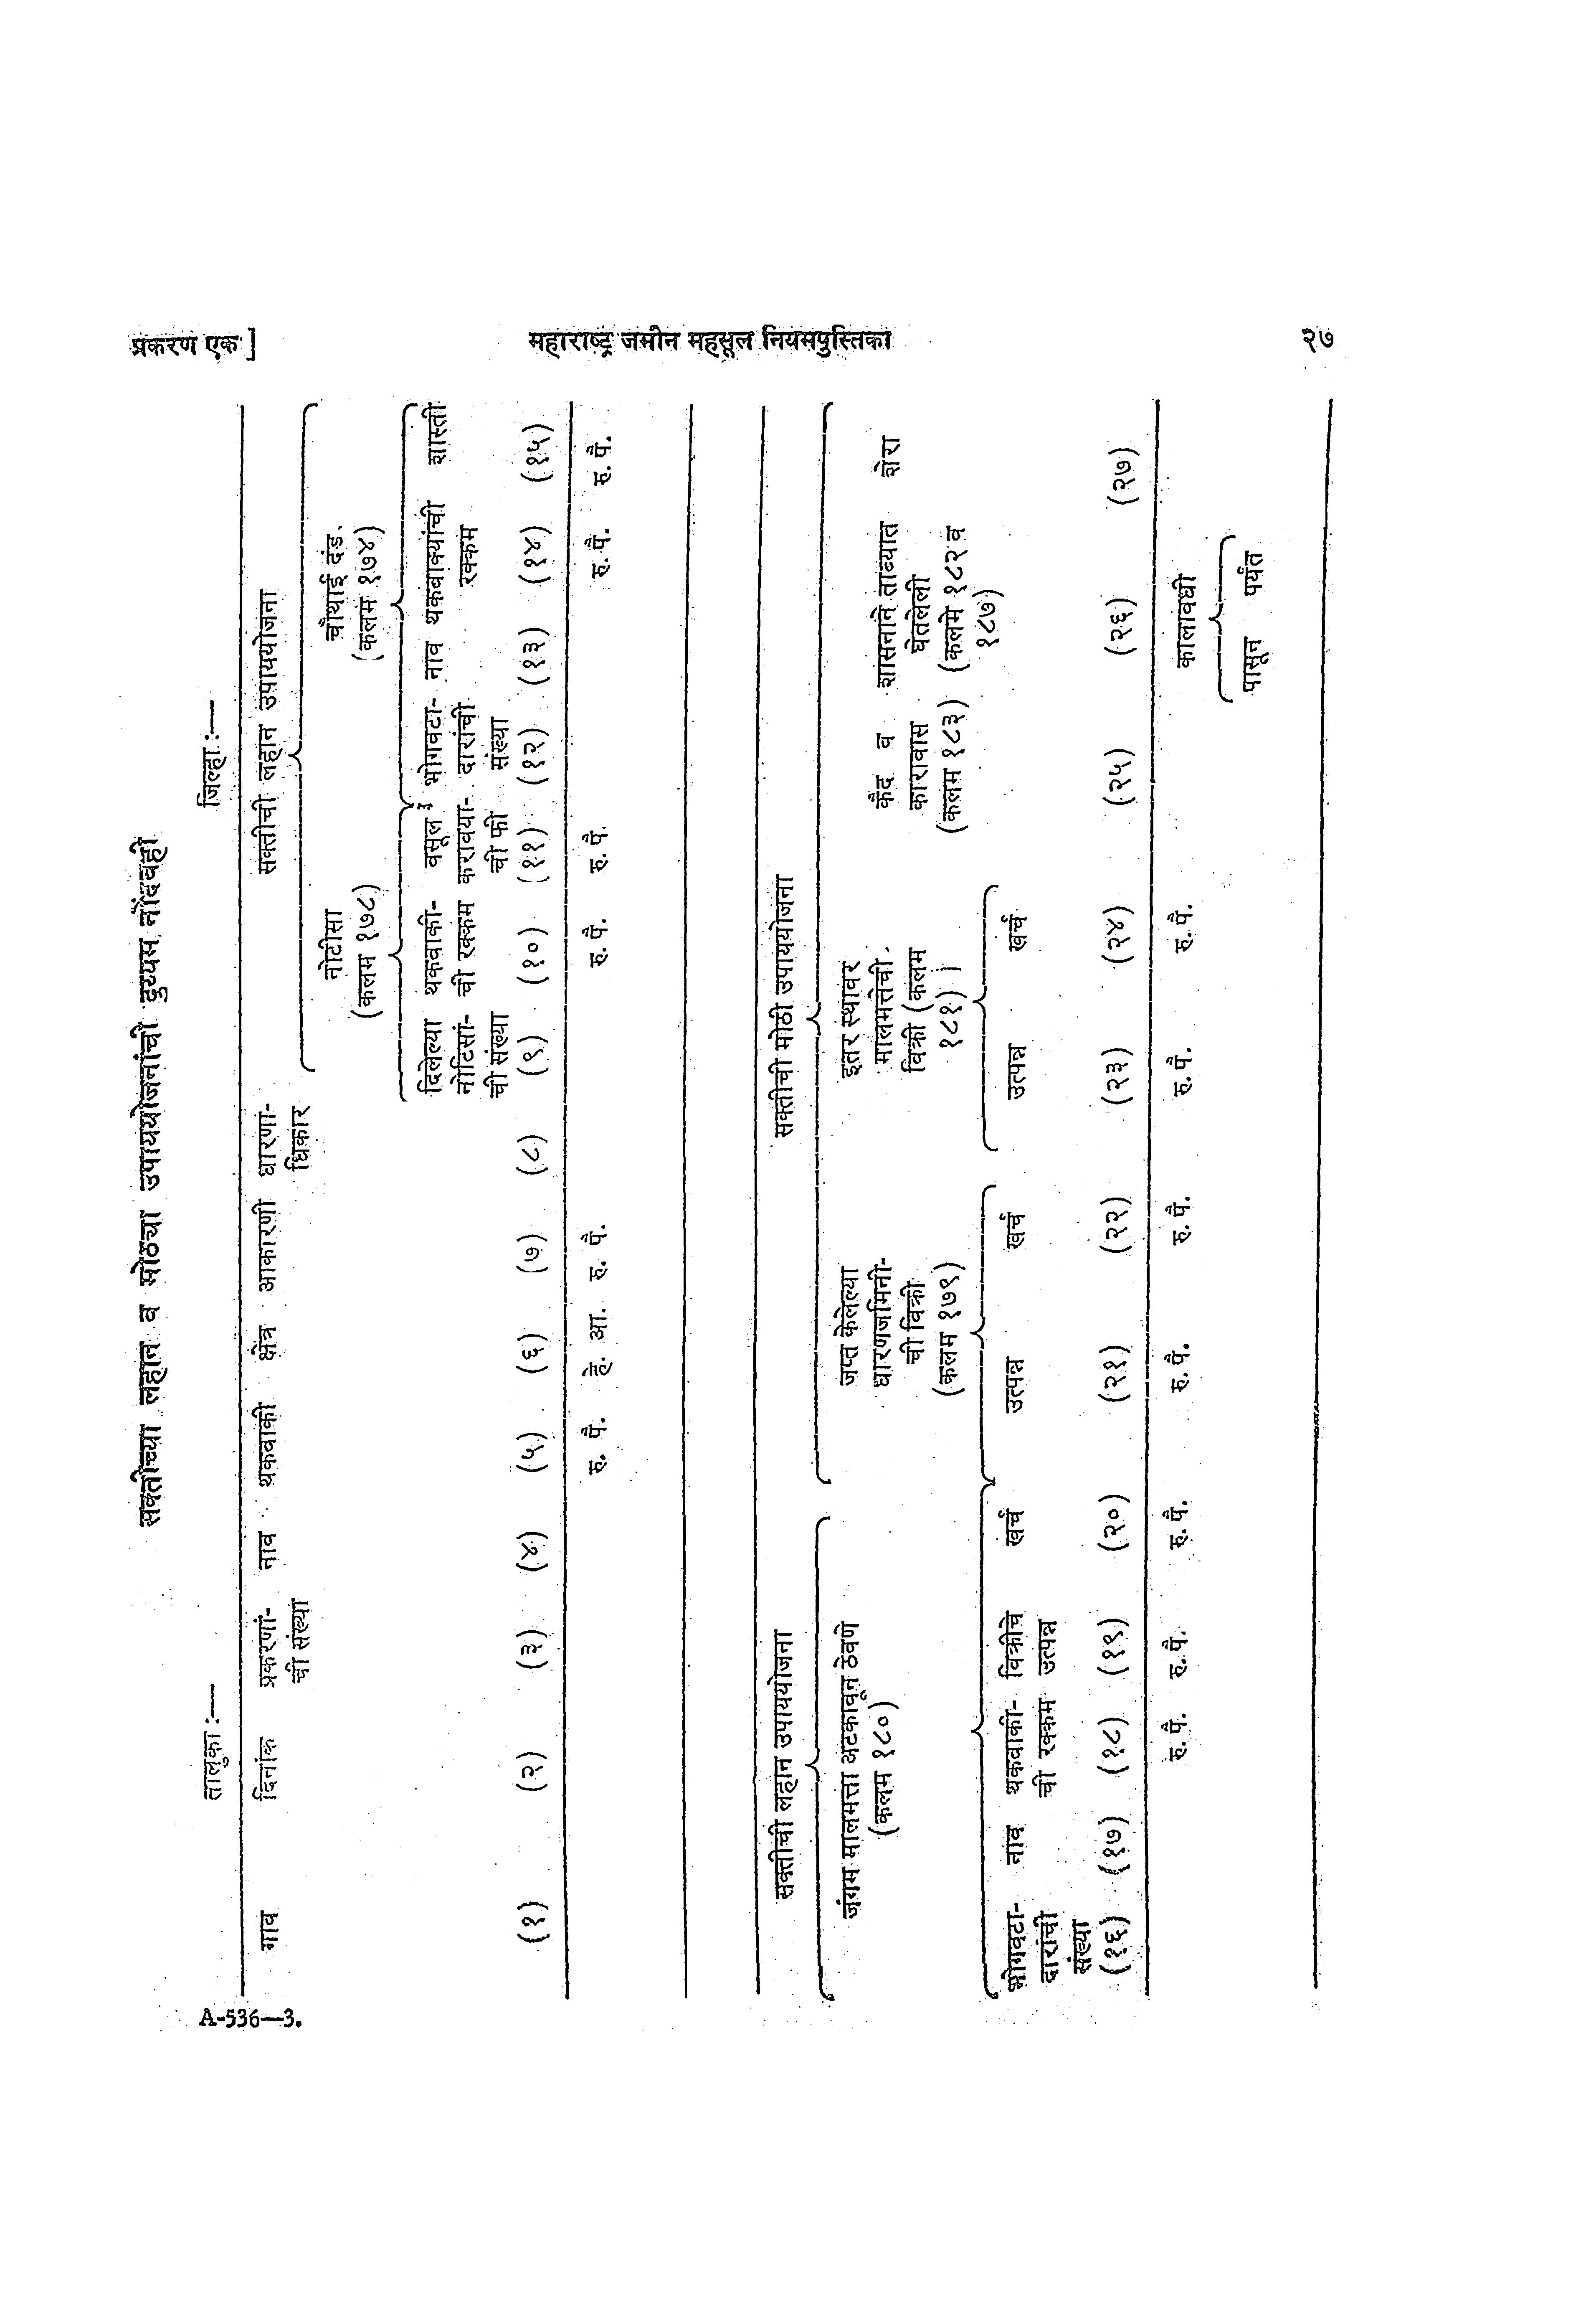 प्रकरण एक] महाराष्ट्र जमीन महसूल नियमपुस्तिका २७
सक्तीच्या लहान व मोठ्या उपाययोजनांची दुय्यम नोंदवही
तालुका :— जिल्हा :—
गाव दिनांक प्रकरणां- नाव थकबाकी क्षेत्र आकारणी धारणा- सक्तीची लहान उपाययोजना
ची संख्या धिकार
नोटीसा चौथाई दंड
(कलम १७८) (कलम १७४)
दिलेल्या थकबाकी- वसूल भोगवटा- नाव थकबाक्यांची शास्ती
नोटिसां- ची रक्कम करावया- दारांची रक्कम
ची संख्या ची फी संख्या
(१) (२) (३) (४) (५) (६) (७) (८) (९) (१०) (११) (१२) (१३) (१४) (१५)
रु. पै. हे. आ. रु. पै. रु. पै. रु. पै. रु. पै. रु. पै.
सक्तीची लहान उपाययोजना सक्तीची मोठी उपाययोजना
जंगम मालमत्ता अटकावून ठेवणे जप्त केलेल्या इतर स्थावर कैद व शासनाने ताब्यात शेरा
(कलम १८०) धारणजमिनी- मालमत्तेची कारावास घेतलेली
ची विक्री विक्री (कलम (कलम १८३) (कलमे १८२ व
(कलम १७९) १८१) । १८७)
भोगवटा- नाव थकबाकी- विक्रीचे खर्च उत्पन्न खर्च उत्पन्न खर्च
दारांची ची रक्कम उत्पन्न
संख्या
(१६) (१७) (१८) (१९) (२०) (२१) (२२) (२३) (२४) (२५) (२६) (२७)
रु. पै. रु. पै. रु. पै. रु. पै. रु. पै. रु. पै. रु. पै. कालावधी
पासून पर्यंत
A-536—3.